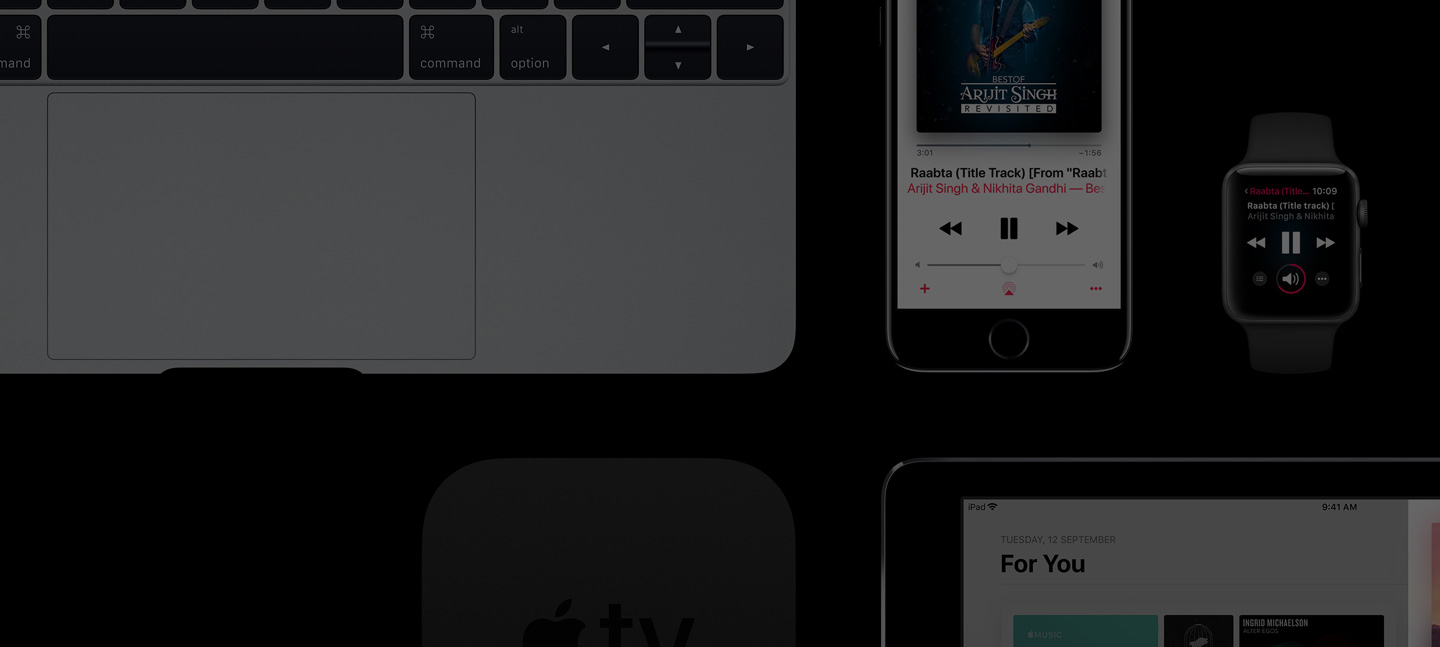 ⌘
mand
command
⌘
alt
option
BESTOF
ARIJIT SINGH
REVISITED
3:01
-1:56
Raabta (Title Track) [From "Raabt
Arijit Singh & Nikhita Gandhi — Bes
Raabta (Title... 10:09
Raabta (Title track) [
Arijit Singh & Nikhita
tv
iPad
9:41 AM
TUESDAY, 12 SEPTEMBER
For You
MUSIC
INGRID MICHAELSON
ALTER EGOS